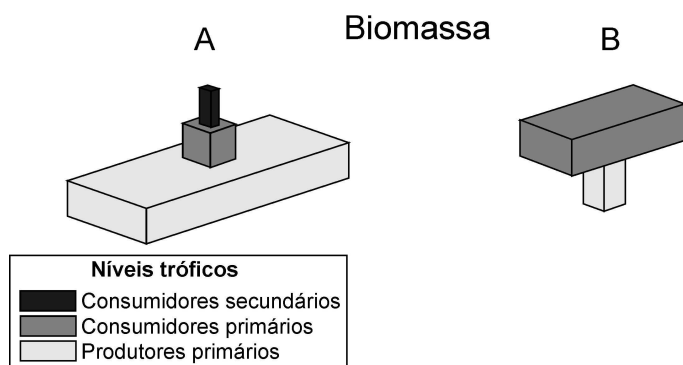 Biomassa
A
B
Níveis tróficos
Consumidores secundários
Consumidores primários
Produtores primários